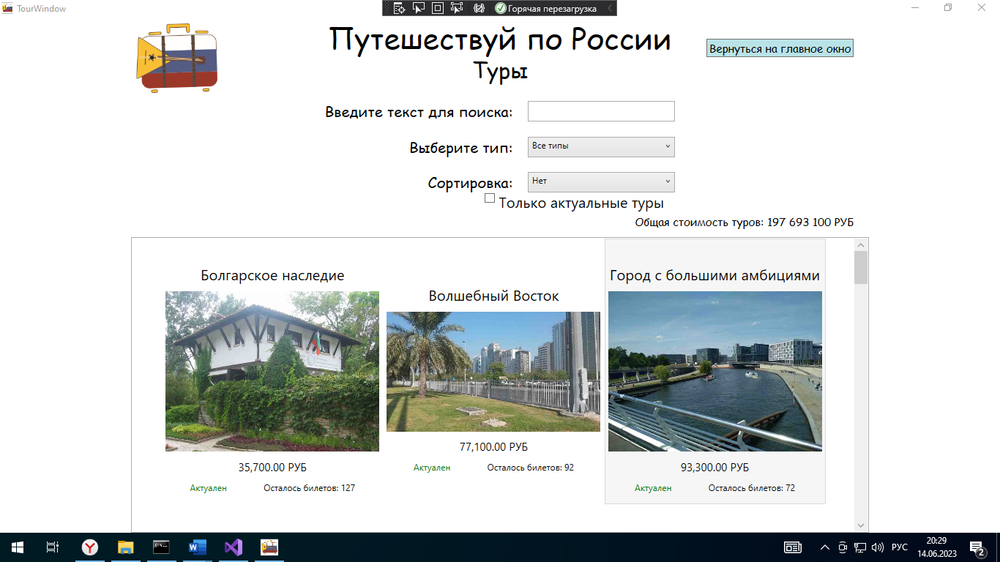 TourWindow
Горячая перезагрузка
Путешествуй по России
Туры
Вернуться на главное окно
Введите текст для поиска:
Выберите тип:
Все типы
Сортировка:
Нет
Только актуальные туры
Общая стоимость туров: 197 693 100 РУБ
Болгарское наследие
35,700.00 РУБ
Актуален
Осталось билетов: 127
Волшебный Восток
77,100.00 РУБ
Актуален
Осталось билетов: 92
Город с большими амбициями
93,300.00 РУБ
Актуален
Осталось билетов: 72
РУС
20:29
14.06.2023
2